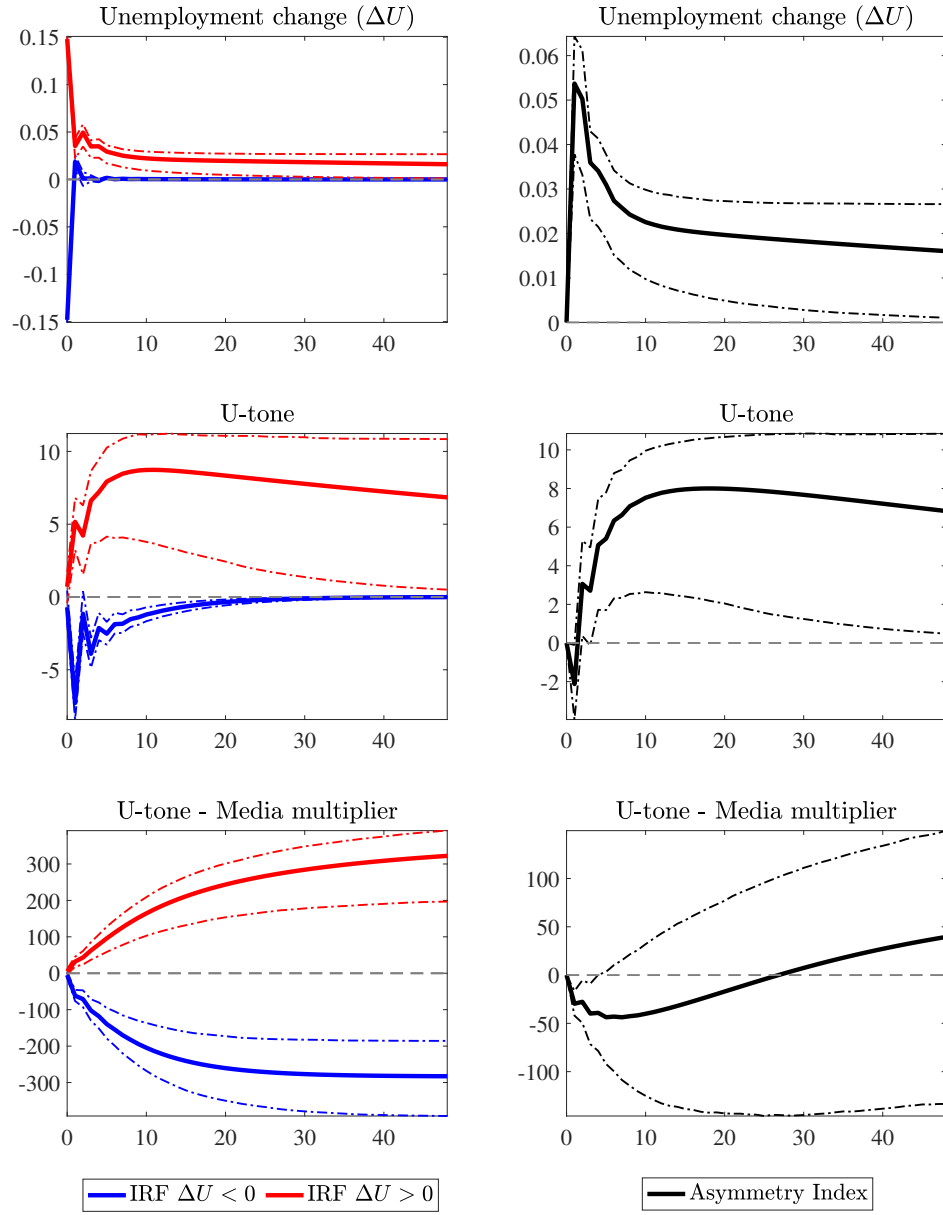 Unemployment change (ΔU)
0.15
0.1
0.05
0
-0.05
-0.1
-0.15
0 10 20 30 40
Unemployment change (ΔU)
0.06
0.05
0.04
0.03
0.02
0.01
0
0 10 20 30 40
U-tone
10
5
0
-5
0 10 20 30 40
U-tone
10
8
6
4
2
0
-2
0 10 20 30 40
U-tone - Media multiplier
300
200
100
0
-100
-200
-300
0 10 20 30 40
U-tone - Media multiplier
100
50
0
-50
-100
0 10 20 30 40
IRF ΔU < 0 IRF ΔU > 0
Asymmetry Index